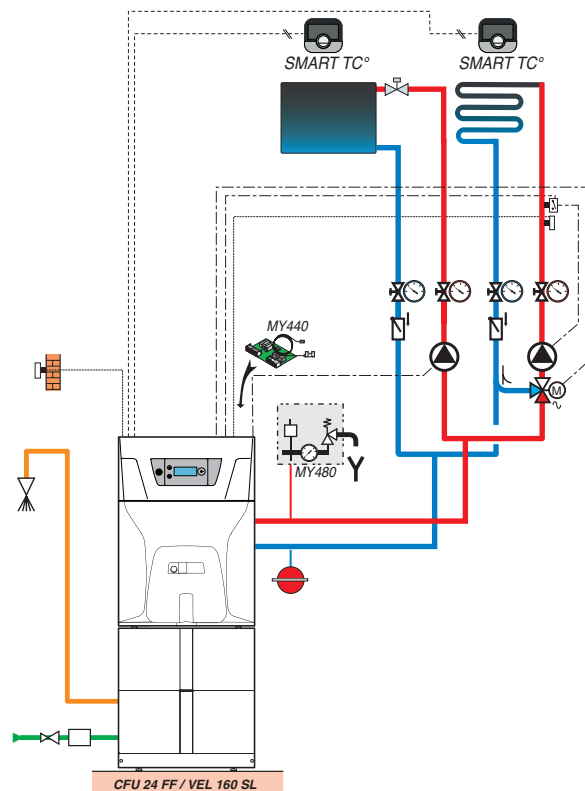 SMART TC° SMART TC°
MY440
M
MY480
CFU 24 FF / VEL 160 SL